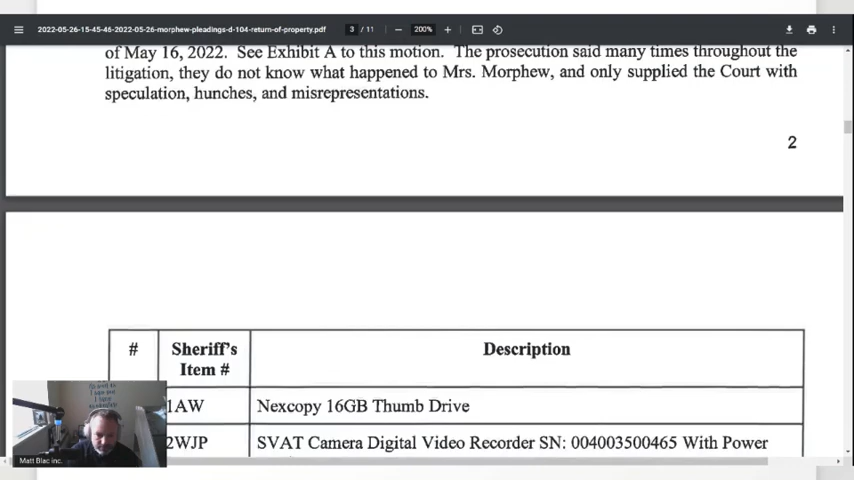 2022-05-26-15-45-46-2022-05-26-morphew-pleadings-d-104-return-of-property.pdf 3 / 11 — 200% +
of May 16, 2022. See Exhibit A to this motion. The prosecution said many times throughout the
litigation, they do not know what happened to Mrs. Morphew, and only supplied the Court with
speculation, hunches, and misrepresentations.
2
# Sheriff's Item # Description
1AW Nexcopy 16GB Thumb Drive
2WJP SVAT Camera Digital Video Recorder SN: 004003500465 With Power
Matt Blac inc.